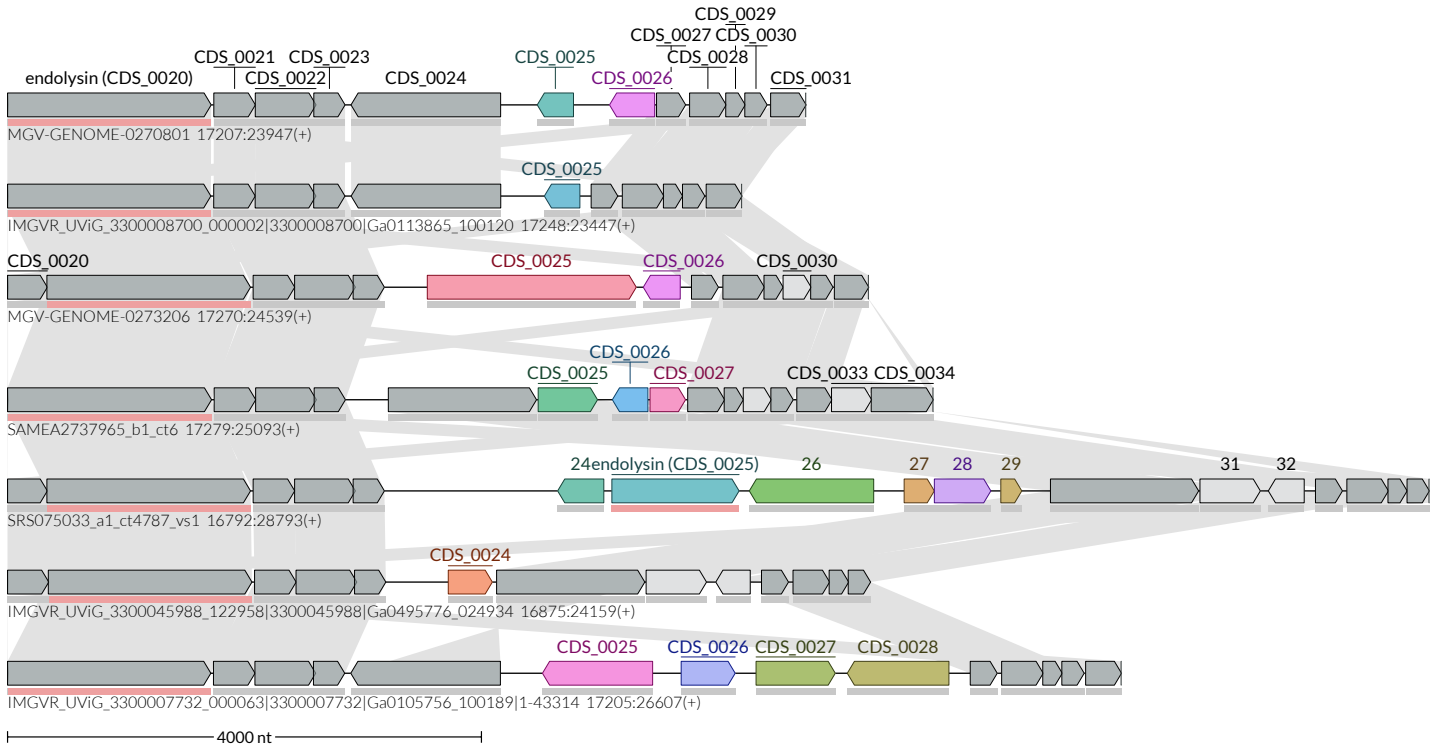 CDS_0029
CDS_0027 CDS_0030
CDS_0021 CDS_0023 CDS_0025 CDS_0028
endolysin (CDS_0020) CDS_0022 CDS_0024 CDS_0026 CDS_0031
MGV-GENOME-0270801 17207:23947(+)
CDS_0025
IMGVR_UViG_3300008700_000002|3300008700|Ga0113865_100120 17248:23447(+)
CDS_0020 CDS_0025 CDS_0026 CDS_0030
MGV-GENOME-0273206 17270:24539(+)
CDS_0026
CDS_0025 CDS_0027 CDS_0033 CDS_0034
SAMEA2737965_b1_ct6 17279:25093(+)
24 endolysin (CDS_0025) 26 27 28 29 31 32
SRS075033_a1_ct4787_vs1 16792:28793(+)
CDS_0024
IMGVR_UViG_3300045988_122958|3300045988|Ga0495776_024934 16875:24159(+)
CDS_0025 CDS_0026 CDS_0027 CDS_0028
IMGVR_UViG_3300007732_000063|3300007732|Ga0105756_100189|1-43314 17205:26607(+)
4000 nt